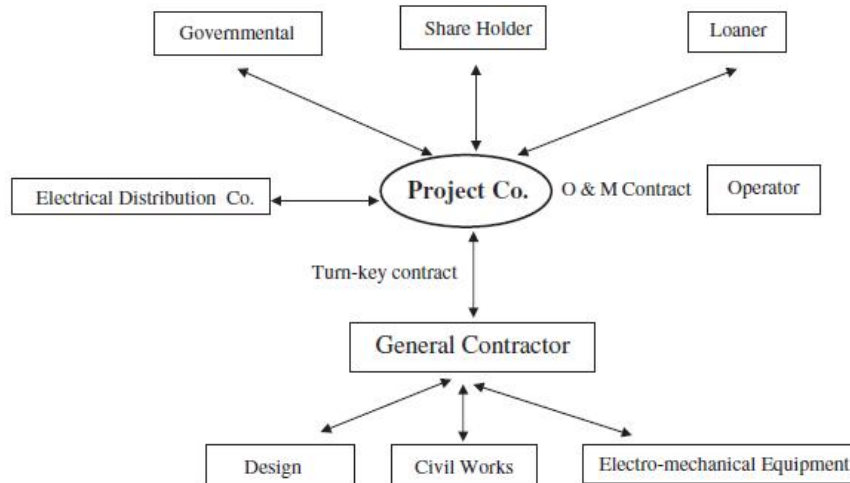 Governmental
Share Holder
Loaner
Electrical Distribution Co.
Project Co.
O & M Contract
Operator
Turn-key contract
General Contractor
Design
Civil Works
Electro-mechanical Equipment